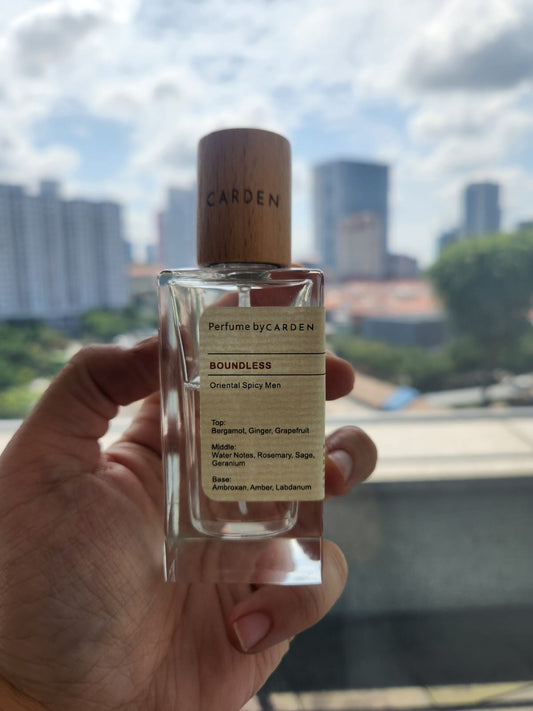 CARDEN
Perfume by CARDEN
BOUNDLESS
Oriental Spicy Men
Top:
Bergamot, Ginger, Grapefruit
Middle:
Water Notes, Rosemary, Sage,
Geranium
Base:
Ambroxan, Amber, Labdanum